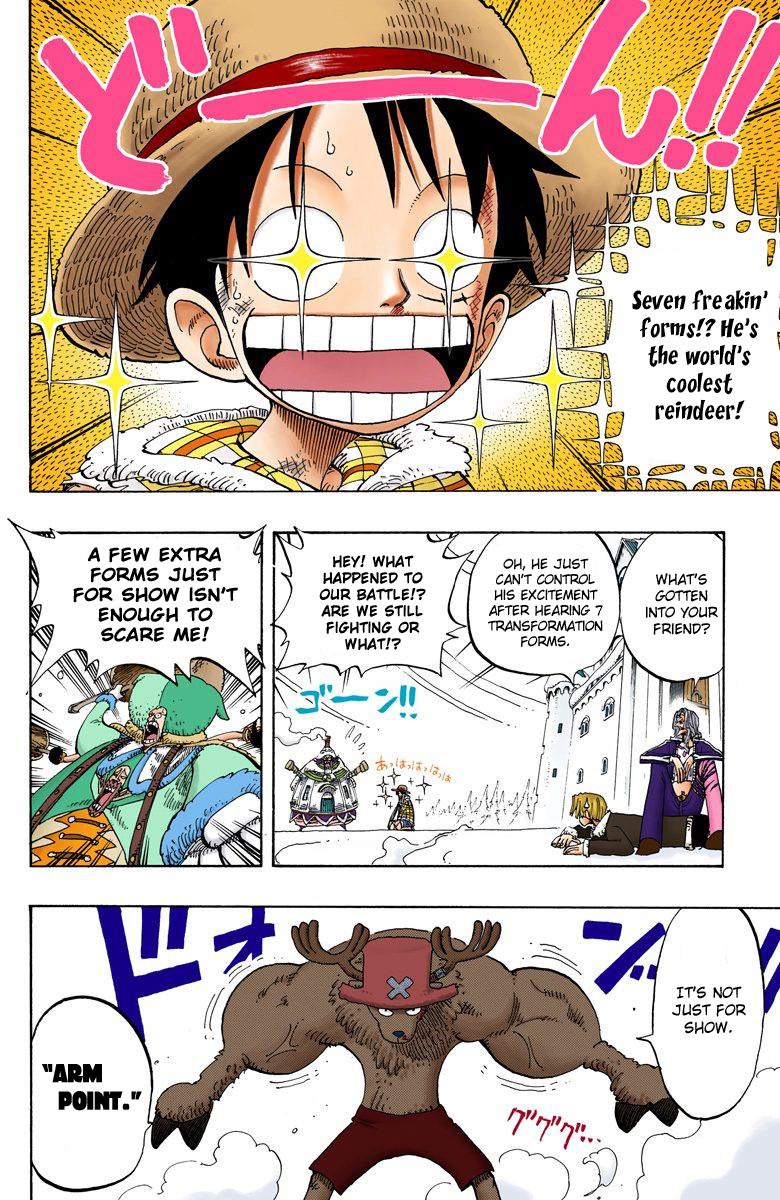 どーん!!
Seven freakin'
forms!? He's
the world's
coolest
reindeer!
WHAT'S
GOTTEN
INTO YOUR
FRIEND?
OH, HE JUST
CAN'T CONTROL
HIS EXCITEMENT
AFTER HEARING 7
TRANSFORMATION
FORMS.
HEY! WHAT
HAPPENED TO
OUR BATTLE!?
ARE WE STILL
FIGHTING OR
WHAT!?
ゴーン!!
あっはっはっはっは
A FEW EXTRA
FORMS JUST
FOR SHOW ISN'T
ENOUGH TO
SCARE ME!
IT'S NOT
JUST FOR
SHOW.
ドオン
ググググ...
"ARM
POINT."